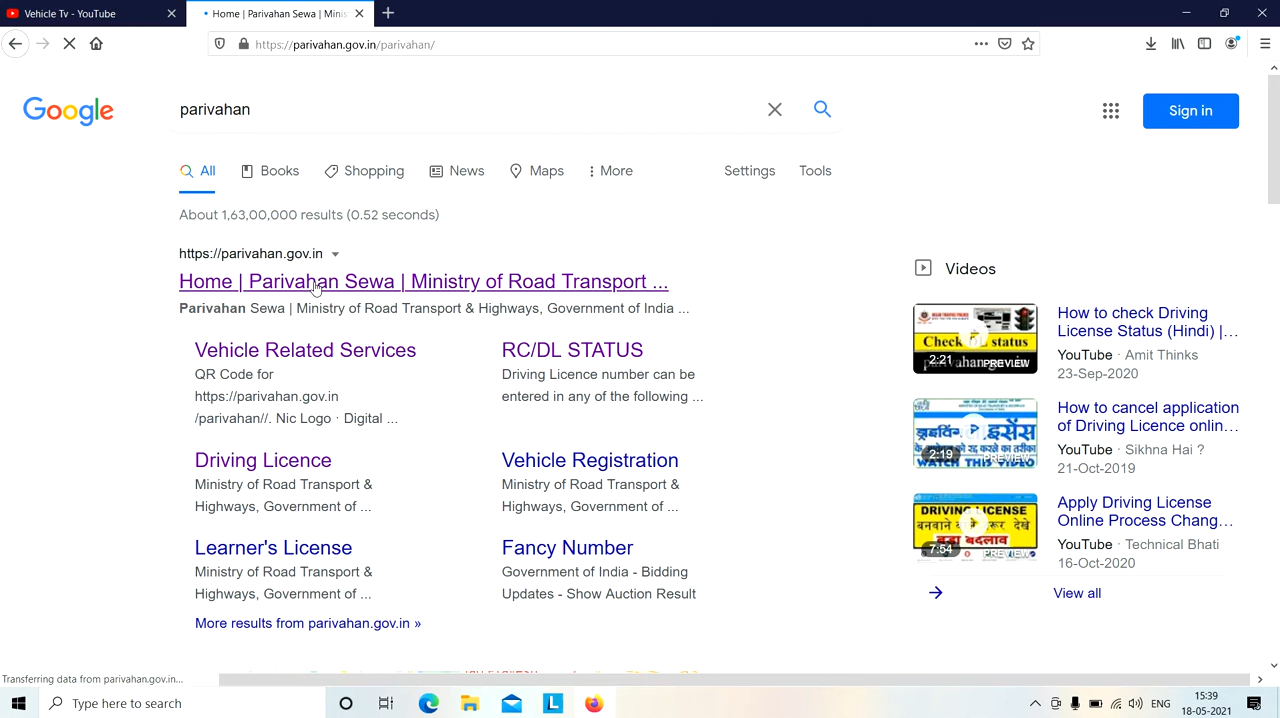 Vehicle Tv - YouTube
Home | Parivahan Sewa | Minis
https://parivahan.gov.in/parivahan/
Google
parivahan
Sign in
All
Books
Shopping
News
Maps
More
Settings
Tools
About 1,63,00,000 results (0.52 seconds)
https://parivahan.gov.in
Home | Parivahan Sewa | Ministry of Road Transport ...
Parivahan Sewa | Ministry of Road Transport & Highways, Government of India ...
Vehicle Related Services
QR Code for
https://parivahan.gov.in
/parivahan//. Nic Logo · Digital ...
RC/DL STATUS
Driving Licence number can be
entered in any of the following ...
Driving Licence
Ministry of Road Transport &
Highways, Government of ...
Vehicle Registration
Ministry of Road Transport &
Highways, Government of ...
Learner's License
Ministry of Road Transport &
Highways, Government of ...
Fancy Number
Government of India - Bidding
Updates - Show Auction Result
More results from parivahan.gov.in »
Videos
Check DL status
parivahan
2:21
PREVIEW
How to check Driving
License Status (Hindi) |...
YouTube · Amit Thinks
23-Sep-2020
WATCH THIS VIDEO
2:19
PREVIEW
How to cancel application
of Driving Licence onlin...
YouTube · Sikhna Hai ?
21-Oct-2019
DRIVING LICENSE
बनवाने
देखे
बड़ा बदलाव
7:54
PREVIEW
Apply Driving License
Online Process Chang...
YouTube · Technical Bhati
16-Oct-2020
View all
Transferring data from parivahan.gov.in...
Type here to search
ENG
15:39
18-05-2021